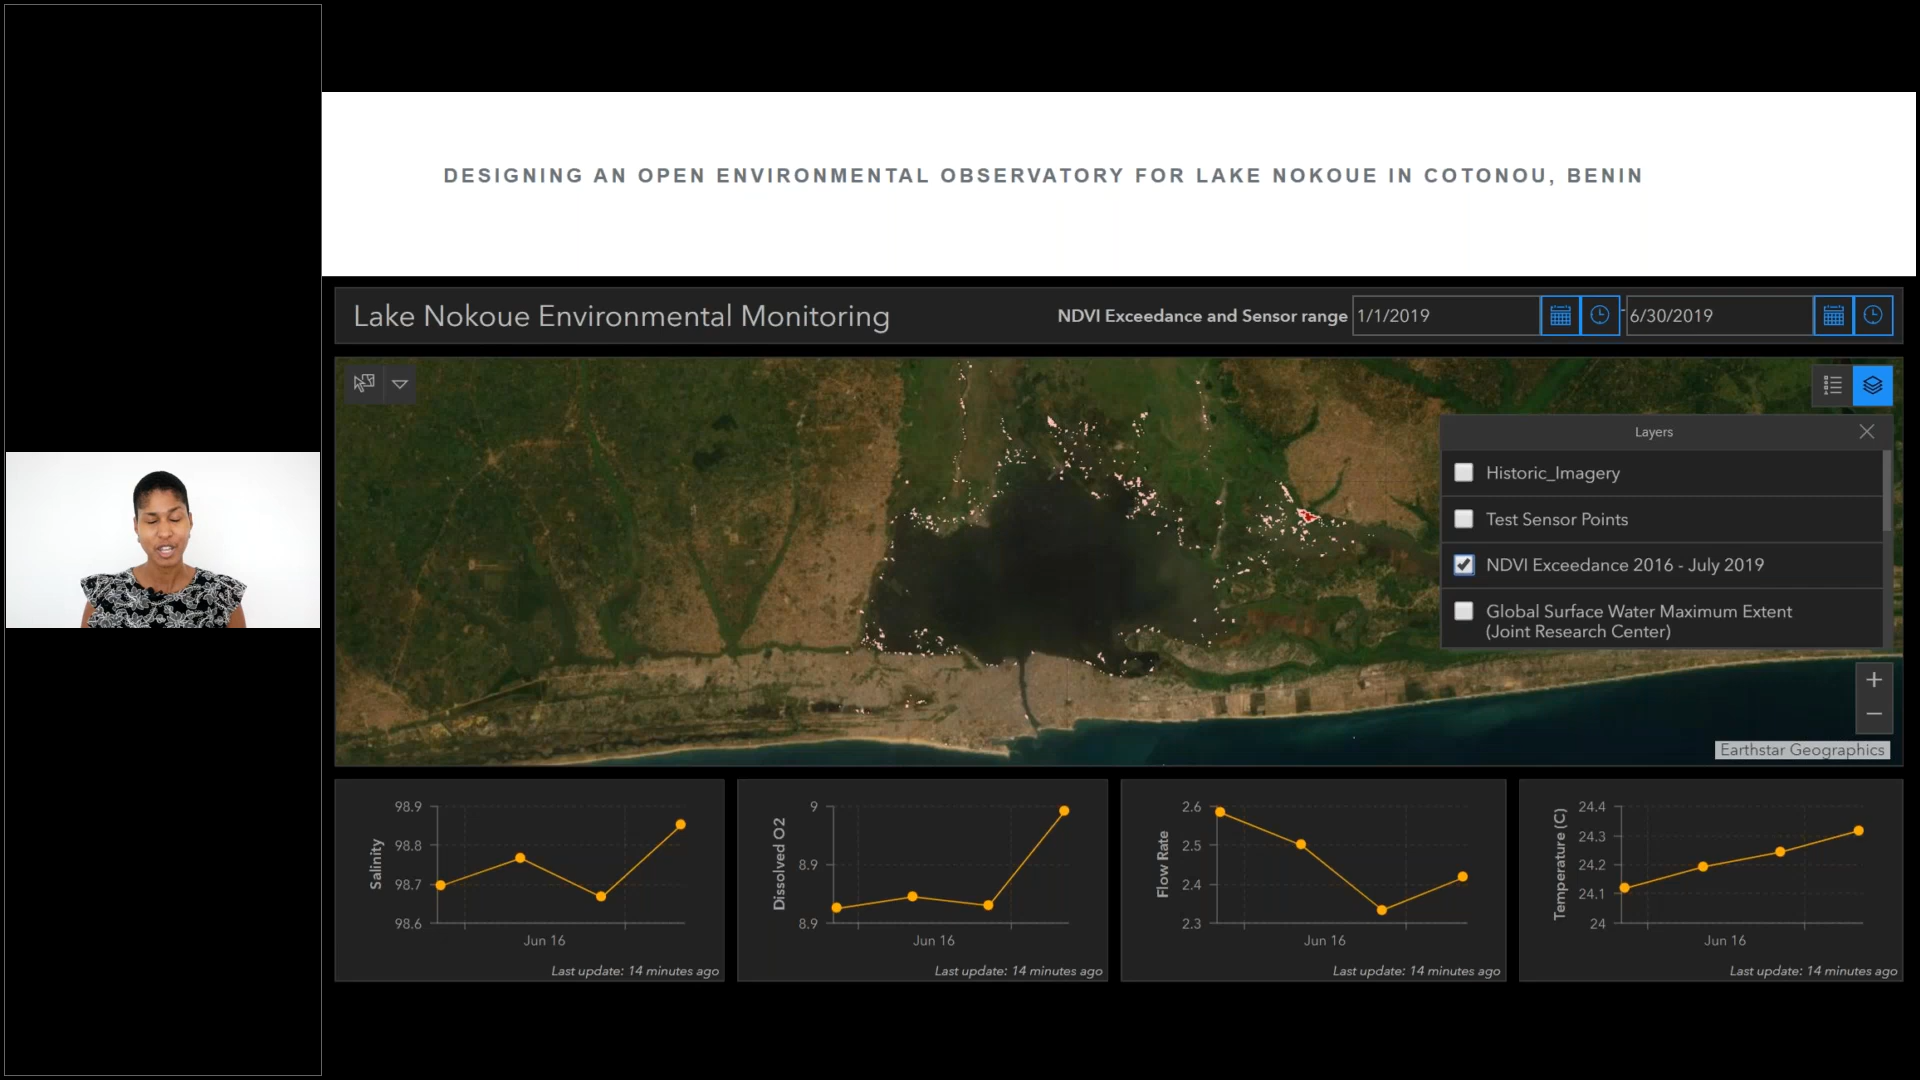 DESIGNING AN OPEN ENVIRONMENTAL OBSERVATORY FOR LAKE NOKOUE IN COTONOU, BENIN
Lake Nokoue Environmental Monitoring
NDVI Exceedance and Sensor range 1/1/2019 - 6/30/2019
Layers
Historic_Imagery
Test Sensor Points
NDVI Exceedance 2016 - July 2019
Global Surface Water Maximum Extent
(Joint Research Center)
+
−
Earthstar Geographics
Salinity
98.9
98.8
98.7
98.6
Jun 16
Last update: 14 minutes ago
Dissolved O2
9
8.9
8.9
Jun 16
Last update: 14 minutes ago
Flow Rate
2.6
2.5
2.4
2.3
Jun 16
Last update: 14 minutes ago
Temperature (C)
24.4
24.3
24.2
24.1
24
Jun 16
Last update: 14 minutes ago